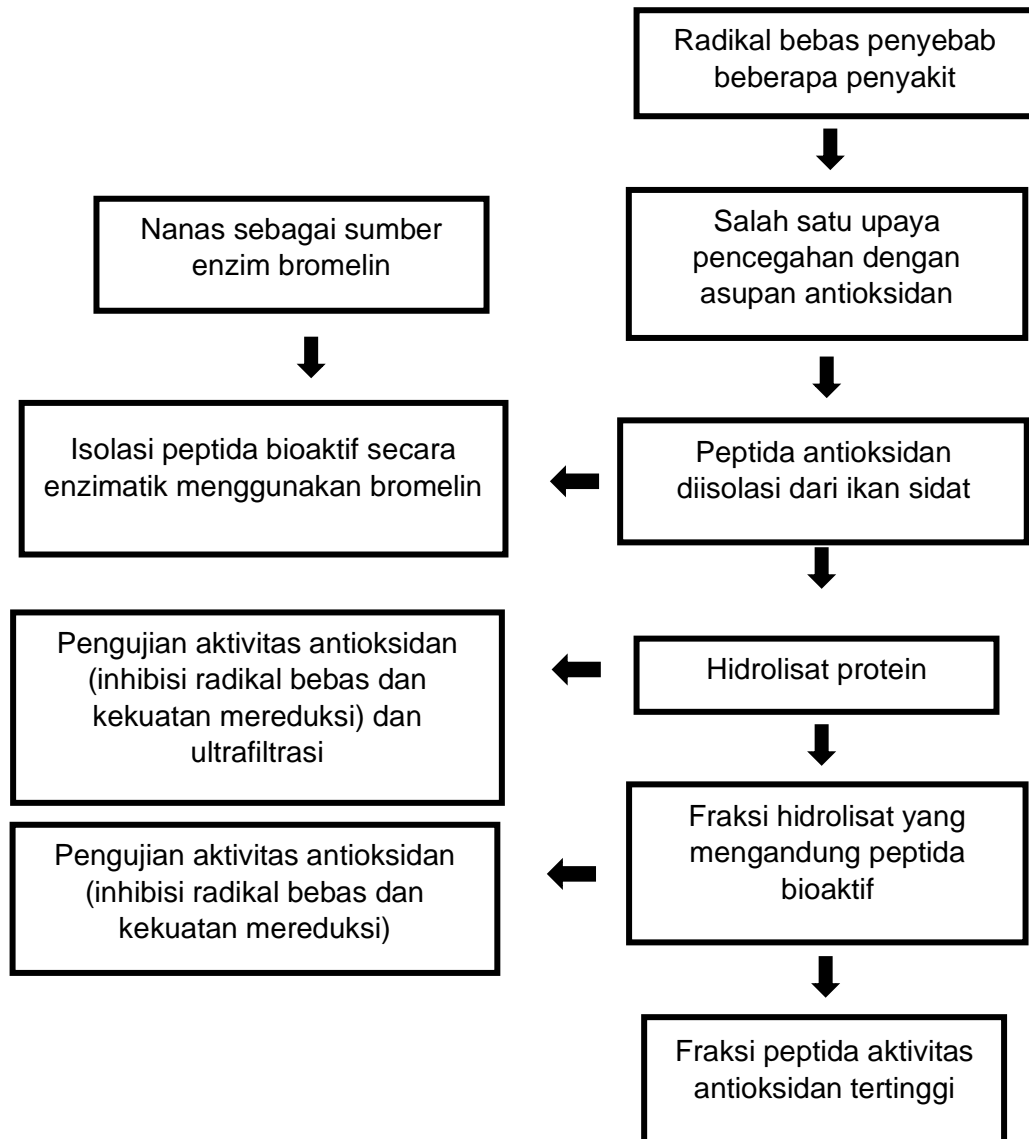 Radikal bebas penyebab
beberapa penyakit
Nanas sebagai sumber
enzim bromelin
Salah satu upaya
pencegahan dengan
asupan antioksidan
Isolasi peptida bioaktif secara
enzimatik menggunakan bromelin
Peptida antioksidan
diisolasi dari ikan sidat
Pengujian aktivitas antioksidan
(inhibisi radikal bebas dan
kekuatan mereduksi) dan
ultrafiltrasi
Hidrolisat protein
Fraksi hidrolisat yang
mengandung peptida
bioaktif
Pengujian aktivitas antioksidan
(inhibisi radikal bebas dan
kekuatan mereduksi)
Fraksi peptida aktivitas
antioksidan tertinggi